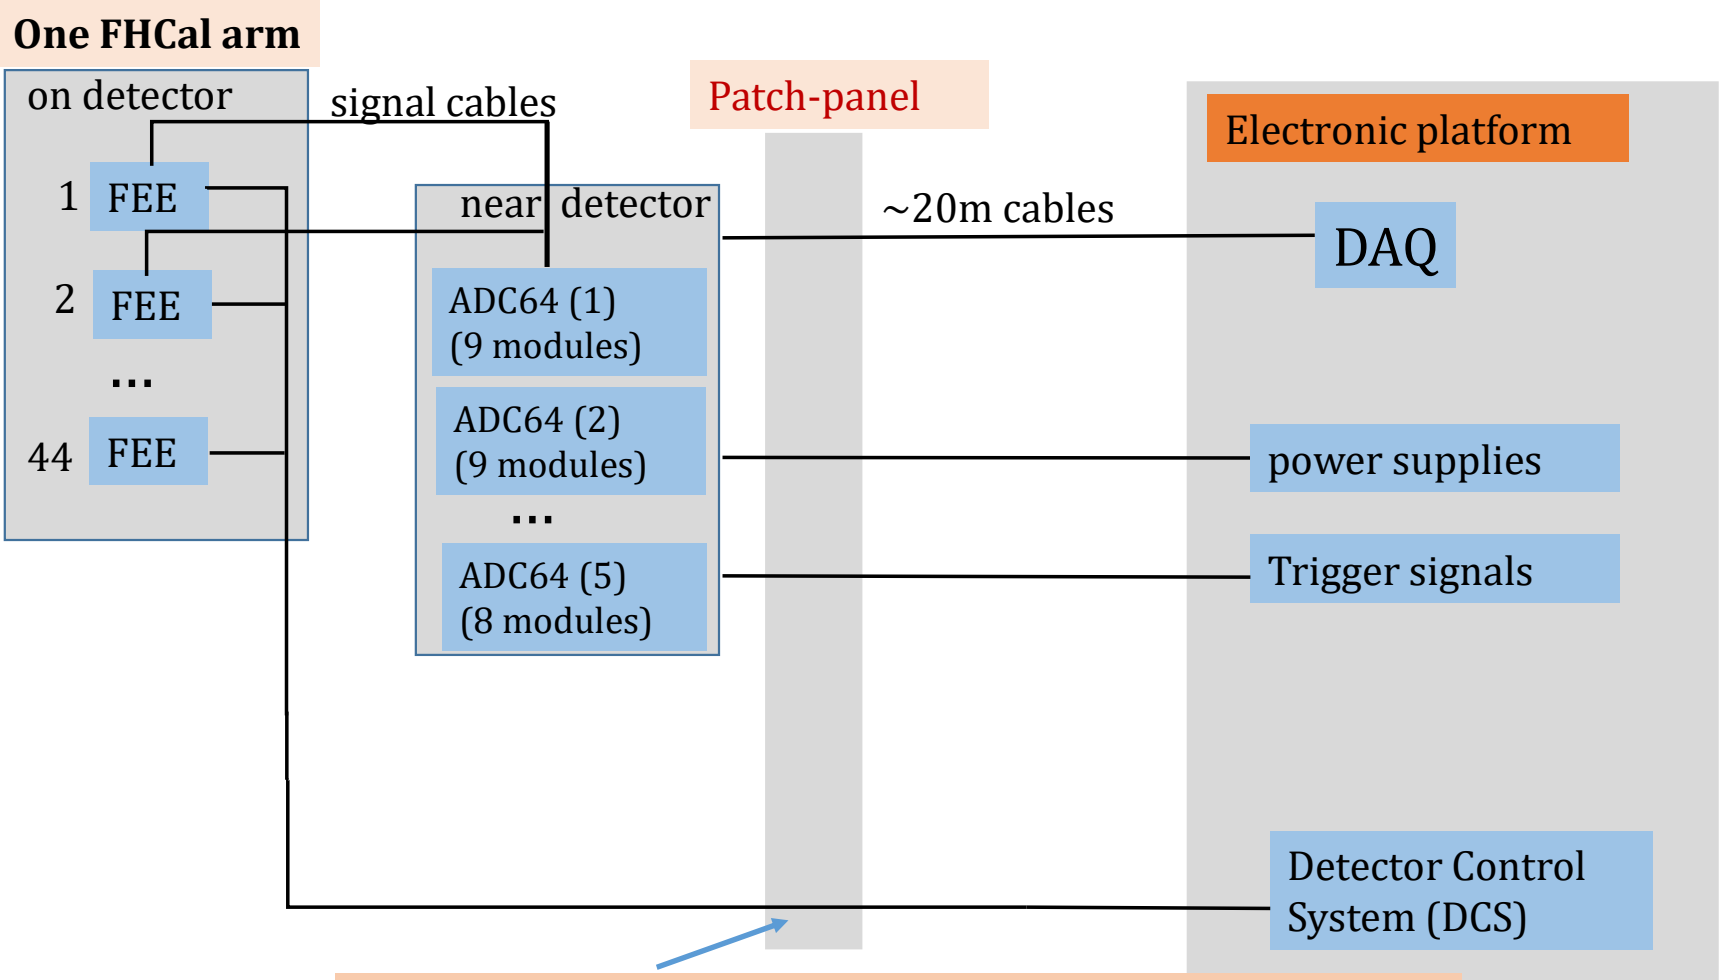 One FHCal arm
on detector
signal cables
Patch-panel
Electronic platform
1 FEE
near detector
~20m cables
DAQ
2 FEE
ADC64 (1)
(9 modules)
...
44 FEE
ADC64 (2)
(9 modules)
power supplies
...
ADC64 (5)
(8 modules)
Trigger signals
Detector Control
System (DCS)